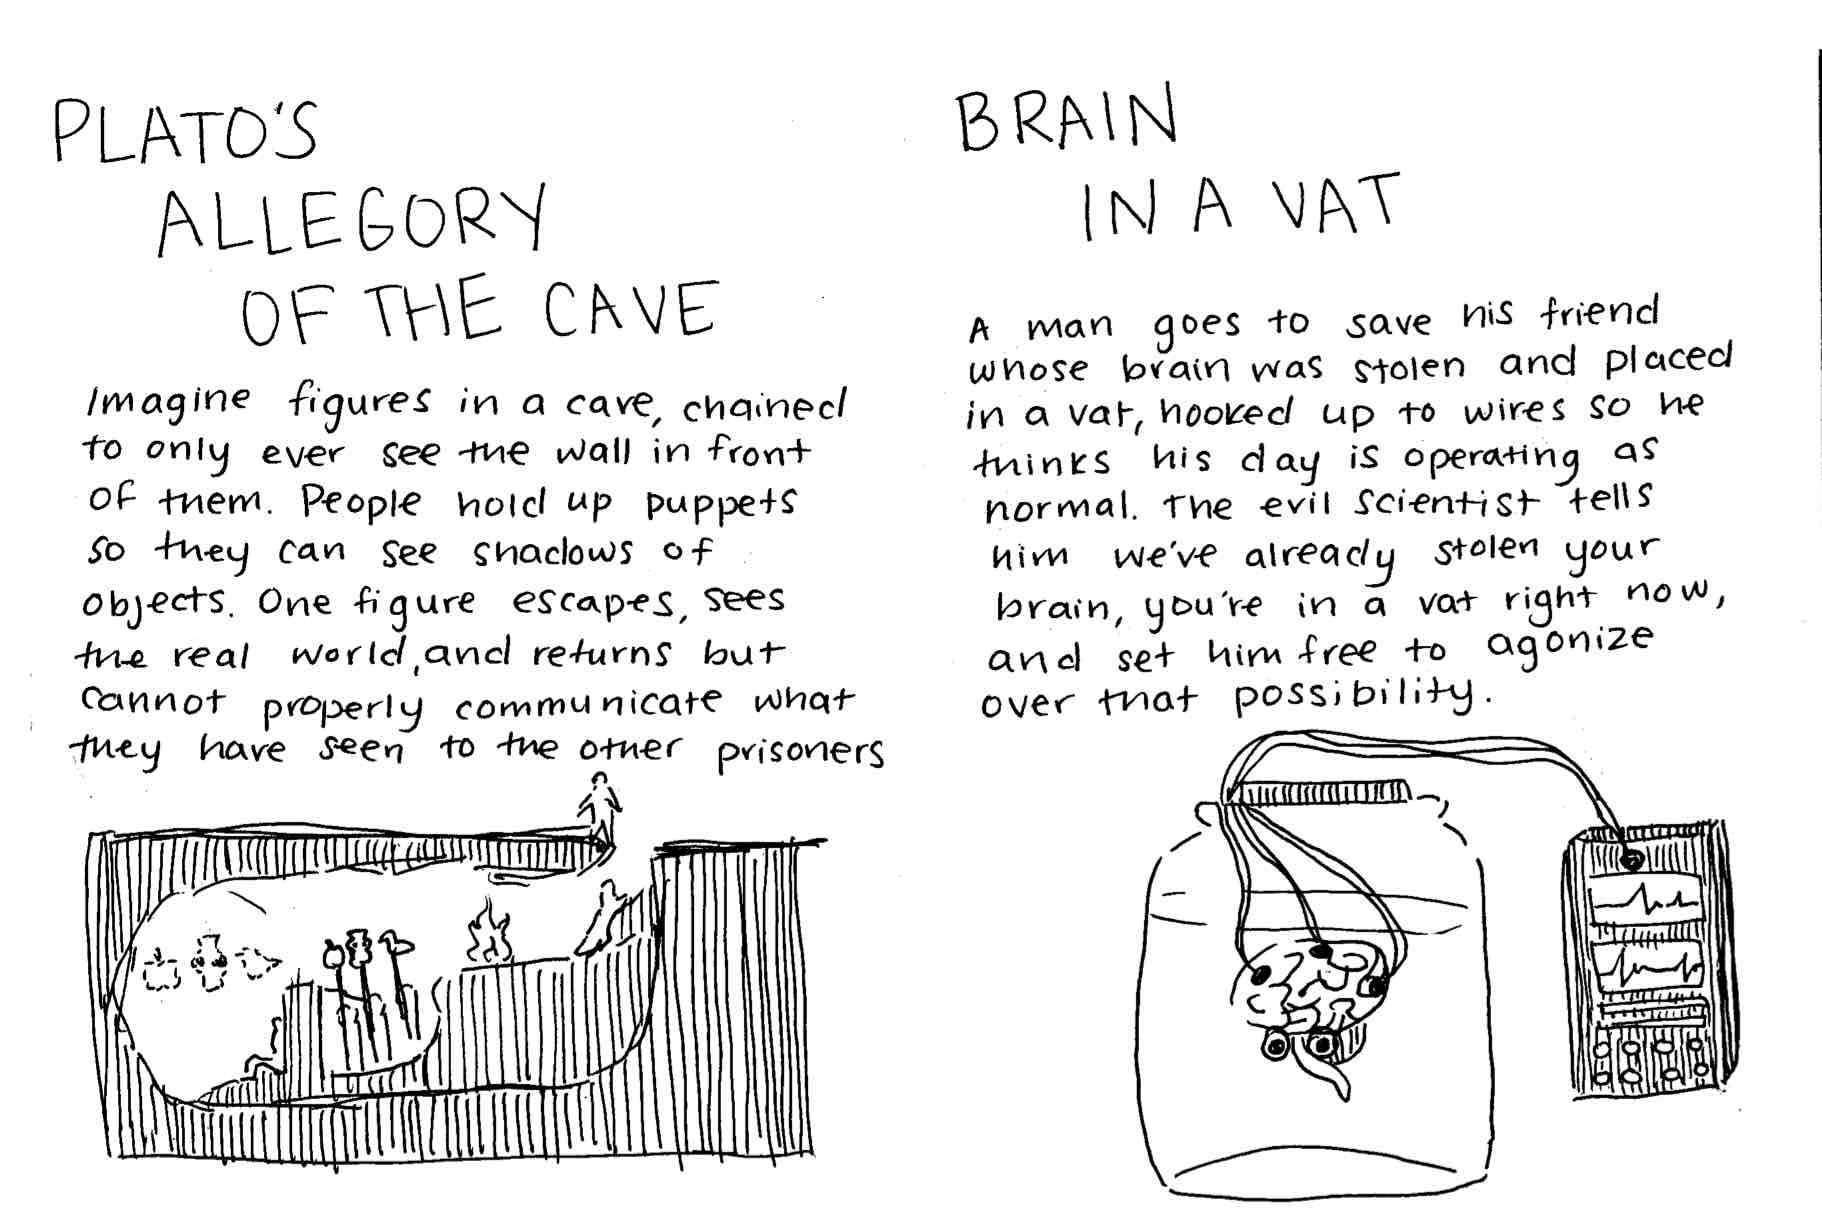 PLATO'S
ALLEGORY
OF THE CAVE
Imagine figures in a cave, chained
to only ever see the wall in front
of them. People hold up puppets
so they can see shadows of
objects. One figure escapes, sees
the real world, and returns but
cannot properly communicate what
they have seen to the other prisoners
BRAIN
IN A VAT
A man goes to save his friend
whose brain was stolen and placed
in a vat, hooked up to wires so he
thinks his day is operating as
normal. The evil scientist tells
him we've already stolen your
brain, you're in a vat right now,
and set him free to agonize
over that possibility.